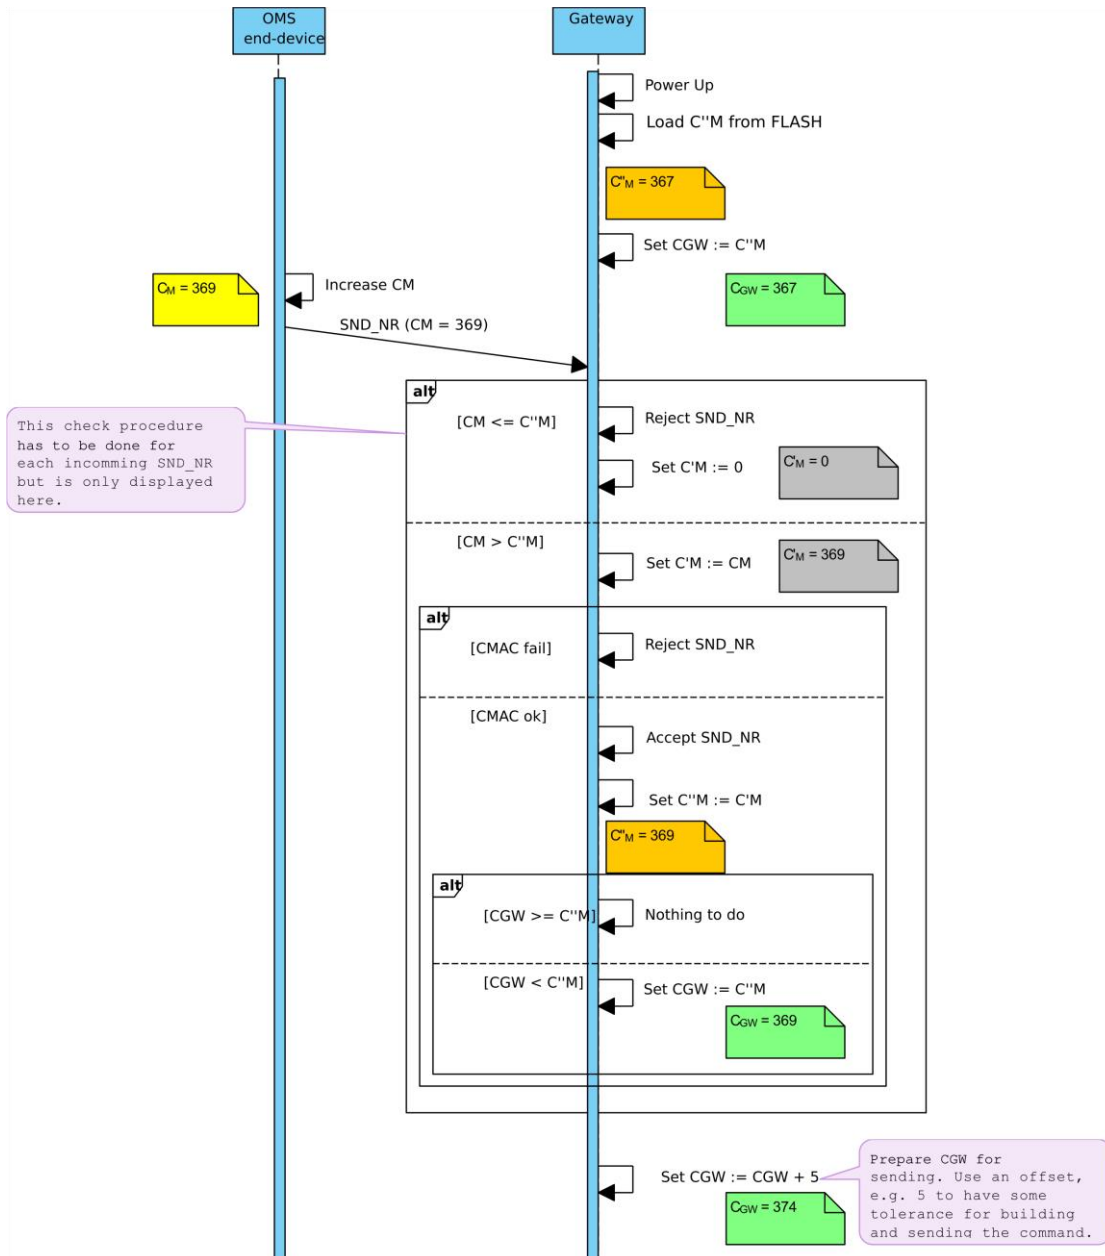 OMS
end-device
Gateway
Power Up
Load C''M from FLASH
C''M = 367
Set CGW := C''M
CM = 369
Increase CM
CGW = 367
SND_NR (CM = 369)
alt
[CM <= C''M]
Reject SND_NR
This check procedure
has to be done for
each incomming SND_NR
but is only displayed
here.
Set C'M := 0
C'M = 0
[CM > C''M]
Set C'M := CM
C'M = 369
alt
[CMAC fail]
Reject SND_NR
[CMAC ok]
Accept SND_NR
Set C''M := C'M
C''M = 369
alt
[CGW >= C''M]
Nothing to do
[CGW < C''M]
Set CGW := C''M
CGW = 369
Set CGW := CGW + 5
Prepare CGW for
sending. Use an offset,
e.g. 5 to have some
tolerance for building
and sending the command.
CGW = 374